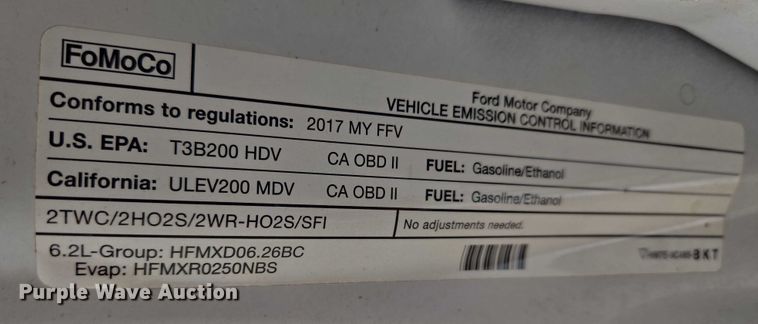 FoMoCo
Ford Motor Company
VEHICLE EMISSION CONTROL INFORMATION
Conforms to regulations: 2017 MY FFV
U.S. EPA: T3B200 HDV CA OBD II FUEL: Gasoline/Ethanol
California: ULEV200 MDV CA OBD II FUEL: Gasoline/Ethanol
2TWC/2HO2S/2WR-HO2S/SFI No adjustments needed.
6.2L-Group: HFMXD06.26BC
Evap: HFMXR0250NBS
BKT
Purple Wave Auction